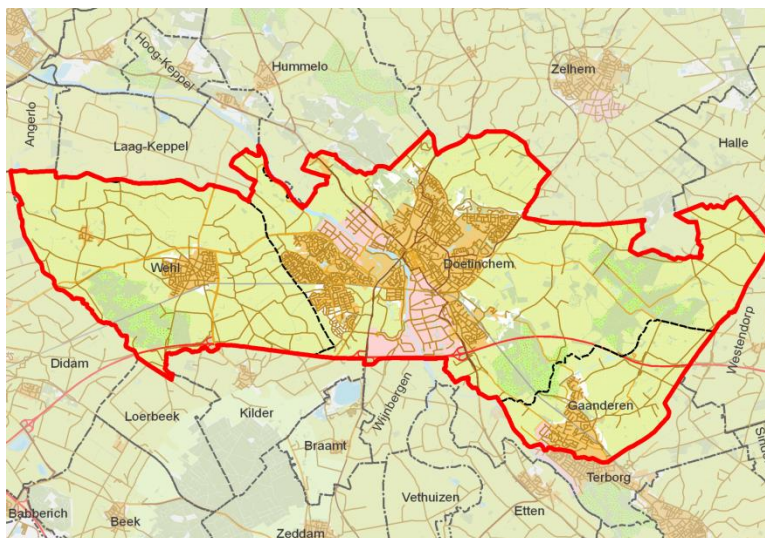 Hoog-Keppel
Hummelo
Zelhem
Angerlo
Laag-Keppel
Halle
Wehl
Doetinchem
Westendorp
Didam
Loerbeek
Kilder
Wijnbergen
Gaanderen
Braamt
Terborg
Vethuizen
Etten
Babberich
Beek
Zeddam